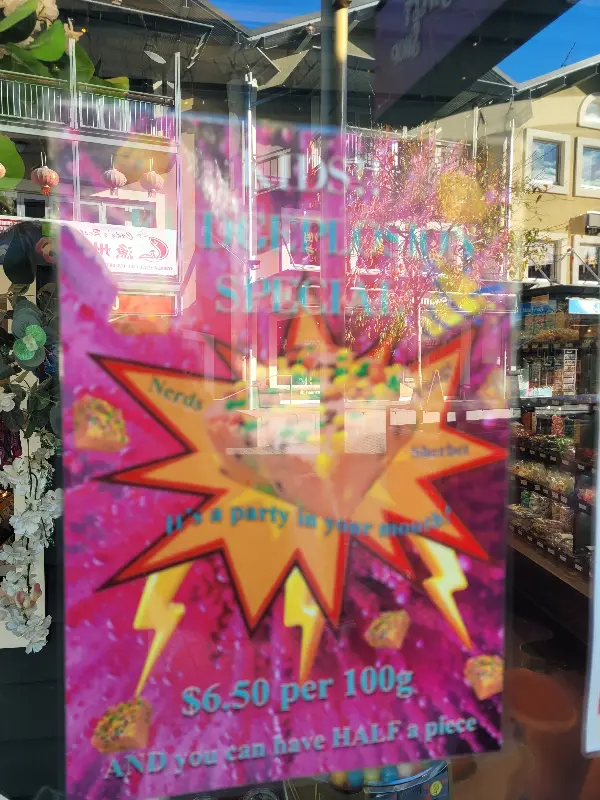 KIDS..
SPECIAL
Nerds
Sherbet
It's a party in your mouth!
$6.50 per 100g
AND you can have HALF a piece